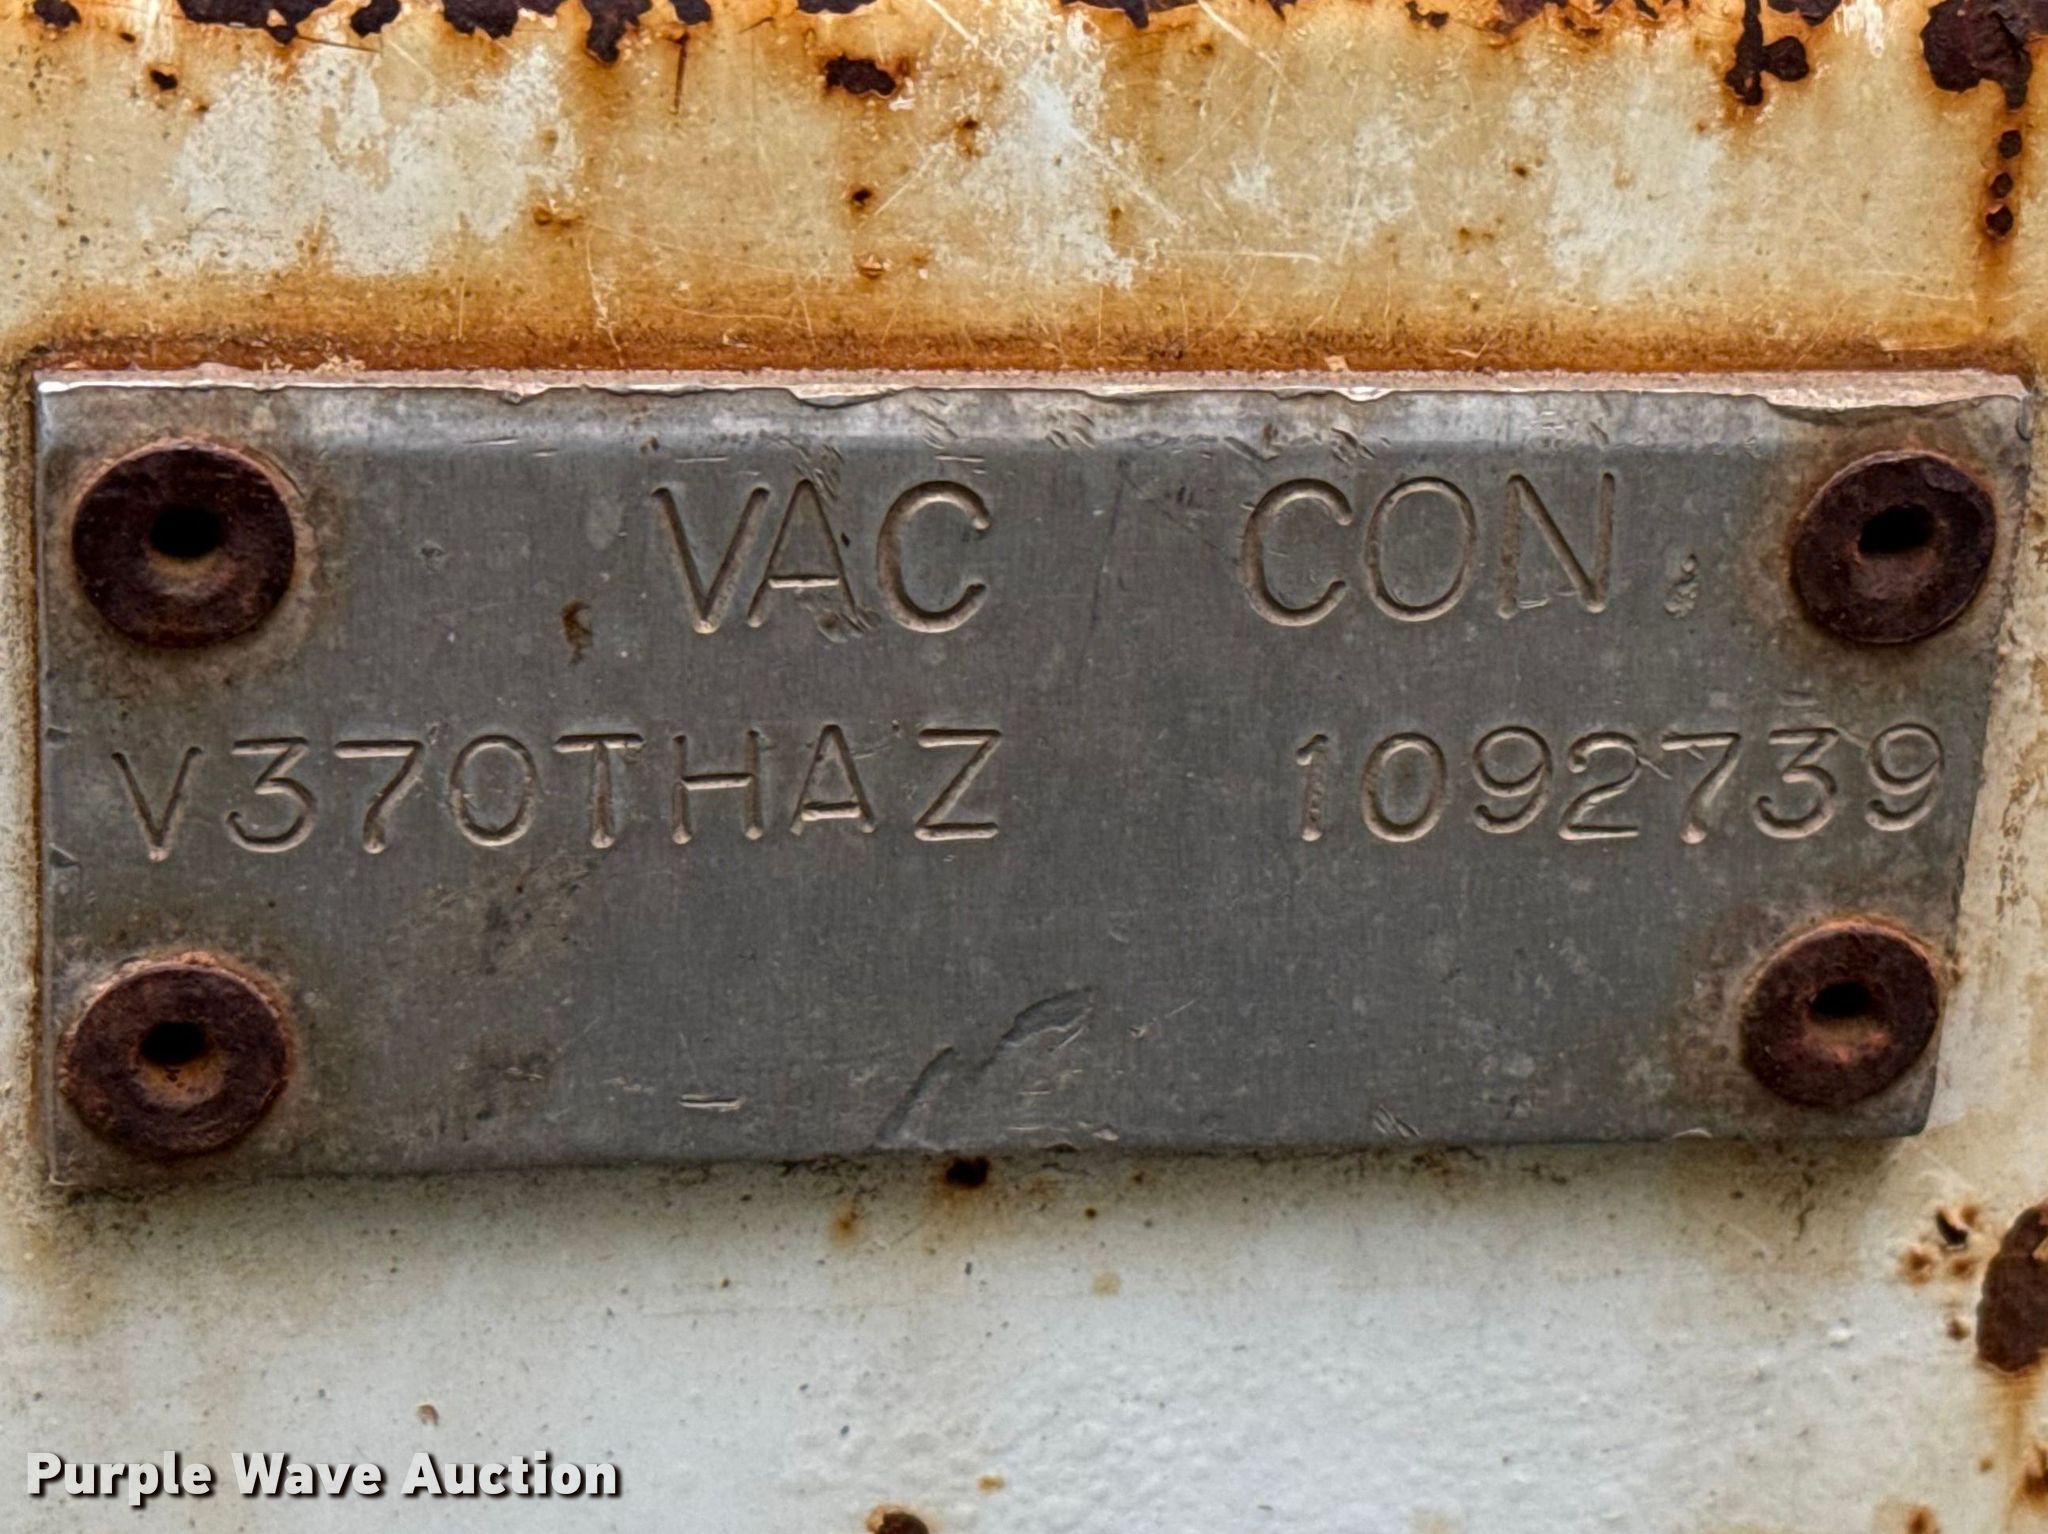 VAC CON
V370THAZ 1092739
Purple Wave Auction